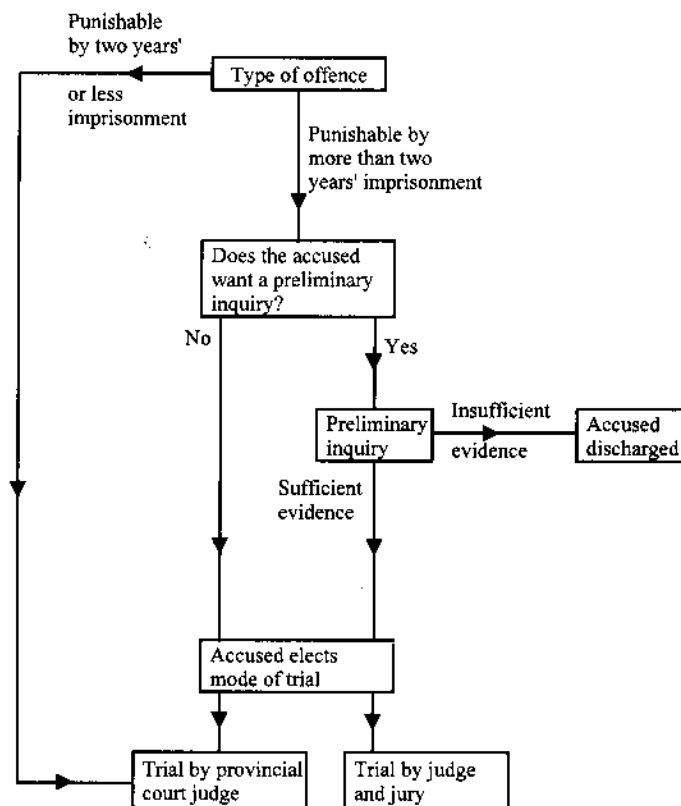 Punishable
by two years'
or less
imprisonment
Type of offence
Punishable by
more than two
years' imprisonment
Does the accused
want a preliminary
inquiry?
No
Yes
Preliminary
inquiry
Insufficient
evidence
Accused
discharged
Sufficient
evidence
Accused elects
mode of trial
Trial by provincial
court judge
Trial by judge
and jury